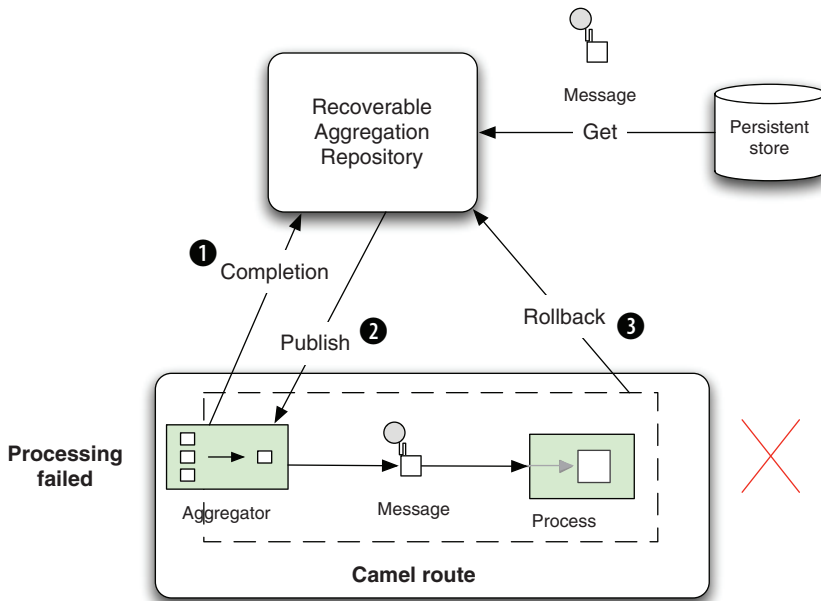 Message
Recoverable
Aggregation
Repository
Get
Persistent
store
1
Completion
Publish
2
Rollback
3
Processing
failed
Aggregator
Message
Process
Camel route